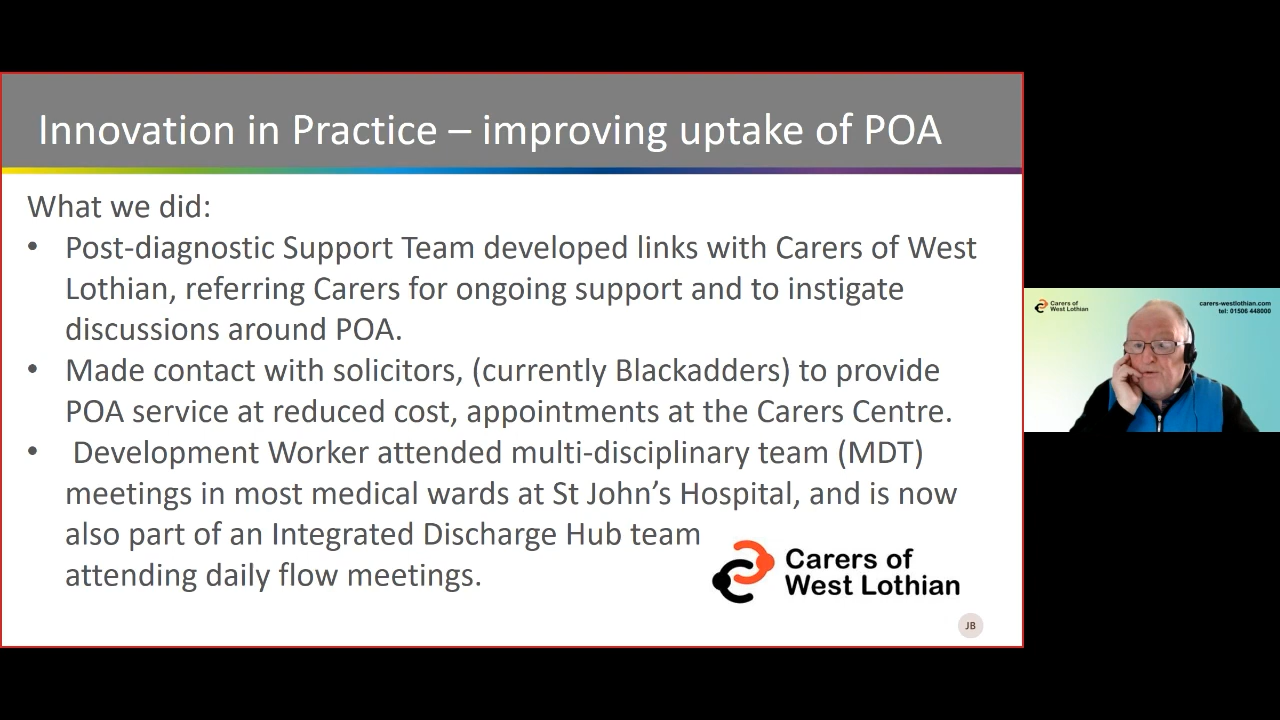 Innovation in Practice – improving uptake of POA
What we did:
• Post-diagnostic Support Team developed links with Carers of West
Lothian, referring Carers for ongoing support and to instigate
discussions around POA.
• Made contact with solicitors, (currently Blackadders) to provide
POA service at reduced cost, appointments at the Carers Centre.
• Development Worker attended multi-disciplinary team (MDT)
meetings in most medical wards at St John’s Hospital, and is now
also part of an Integrated Discharge Hub team
attending daily flow meetings.
Carers of
West Lothian
JB
Carers of
West Lothian
carers-westlothian.com
tel: 01506 448000